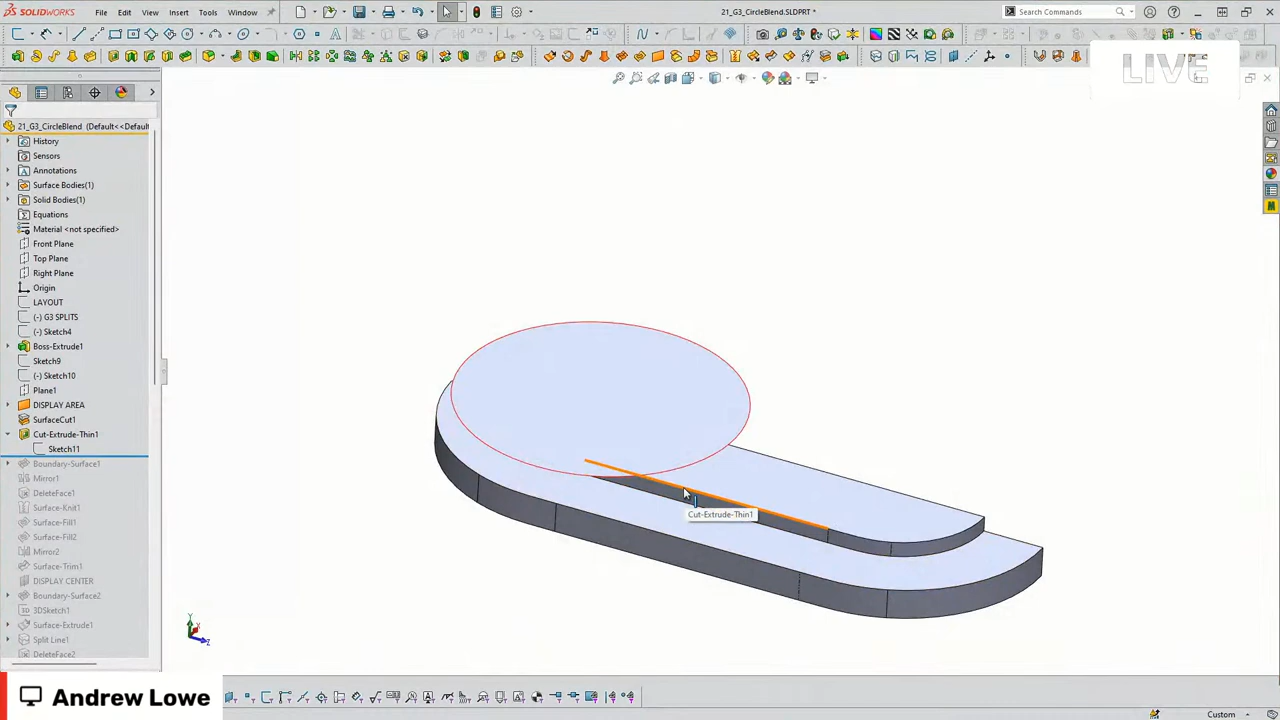 SOLIDWORKS File Edit View Insert Tools Window 21_G3_CircleBlend.SLDPRT * Search Commands
LIVE
21_G3_CircleBlend (Default<<Default
History
Sensors
Annotations
Surface Bodies(1)
Solid Bodies(1)
Equations
Material <not specified>
Front Plane
Top Plane
Right Plane
Origin
LAYOUT
(-) G3 SPLITS
(-) Sketch4
Boss-Extrude1
Sketch9
(-) Sketch10
Plane1
DISPLAY AREA
SurfaceCut1
Cut-Extrude-Thin1
Sketch11
Boundary-Surface1
Mirror1
DeleteFace1
Surface-Knit1
Surface-Fill1
Surface-Fill2
Mirror2
Surface-Trim1
DISPLAY CENTER
Boundary-Surface2
3DSketch1
Surface-Extrude1
Split Line1
DeleteFace2
Cut-Extrude-Thin1
Y
X
Z
Andrew Lowe
Custom